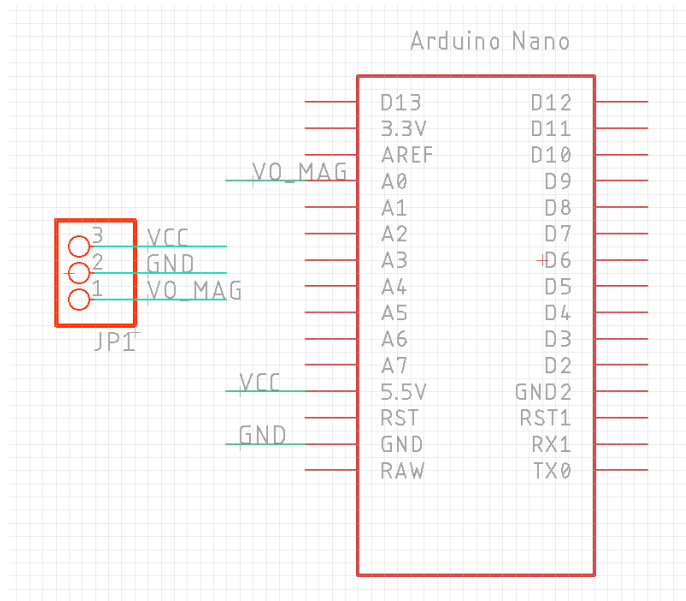 Arduino Nano
D13 D12
3.3V D11
AREF D10
VO_MAG A0 D9
A1 D8
A2 D7
3 VCC
2 GND
1 VO_MAG
JP1
A3 D6
A4 D5
A5 D4
A6 D3
A7 D2
VCC 5.5V GND2
RST RST1
GND GND RX1
RAW TX0